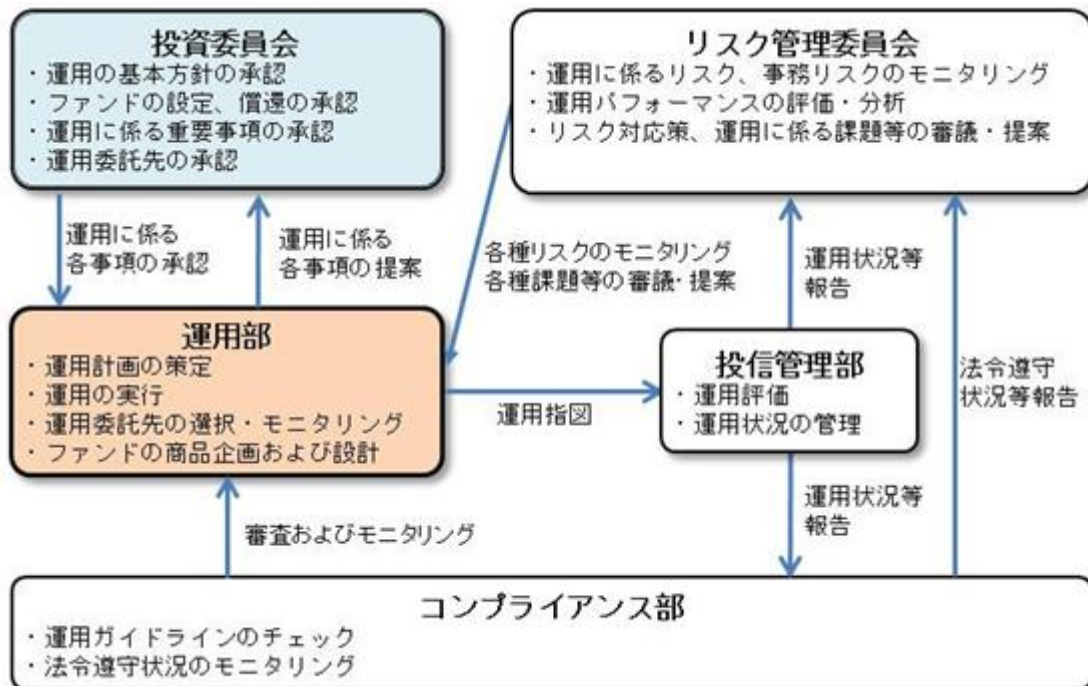 投資委員会
・運用の基本方針の承認
・ファンドの設定、償還の承認
・運用に係る重要事項の承認
・運用委託先の承認
リスク管理委員会
・運用に係るリスク、事務リスクのモニタリング
・運用パフォーマンスの評価・分析
・リスク対応策、運用に係る課題等の審議・提案
運用に係る
各事項の承認
運用に係る
各事項の提案
各種リスクのモニタリング
各種課題等の審議・提案
運用状況等
報告
運用部
・運用計画の策定
・運用の実行
・運用委託先の選択・モニタリング
・ファンドの商品企画および設計
運用指図
投信管理部
・運用評価
・運用状況の管理
法令遵守
状況等報告
審査およびモニタリング
運用状況等
報告
コンプライアンス部
・運用ガイドラインのチェック
・法令遵守状況のモニタリング